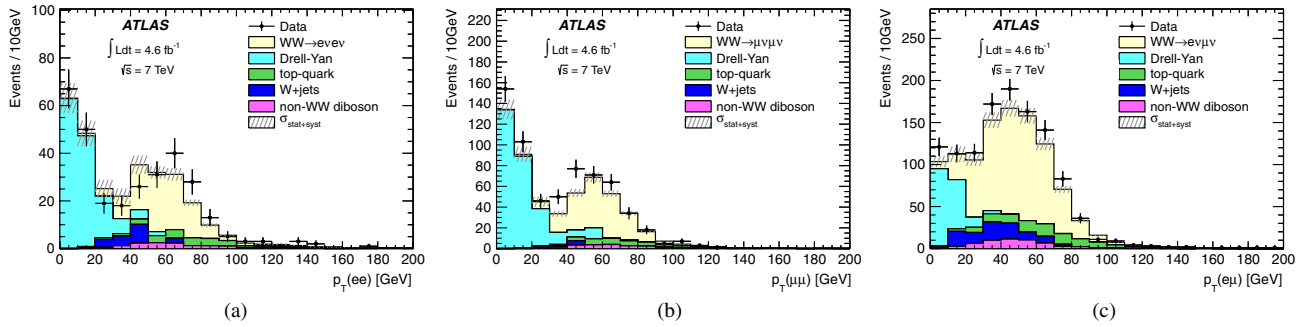 Events / 10GeV
100
80
60
40
20
0
ATLAS
∫ Ldt = 4.6 fb⁻¹
√s = 7 TeV
Data
WW→eνeν
Drell-Yan
top-quark
W+jets
non-WW diboson
σstat+syst
0 20 40 60 80 100 120 140 160 180 200
pT(ee) [GeV]
(a)
Events / 10GeV
220
200
180
160
140
120
100
80
60
40
20
0
ATLAS
∫ Ldt = 4.6 fb⁻¹
√s = 7 TeV
Data
WW→μνμν
Drell-Yan
top-quark
W+jets
non-WW diboson
σstat+syst
0 20 40 60 80 100 120 140 160 180 200
pT(μμ) [GeV]
(b)
Events / 10GeV
250
200
150
100
50
0
ATLAS
∫ Ldt = 4.6 fb⁻¹
√s = 7 TeV
Data
WW→eνμν
Drell-Yan
top-quark
W+jets
non-WW diboson
σstat+syst
0 20 40 60 80 100 120 140 160 180 200
pT(eμ) [GeV]
(c)